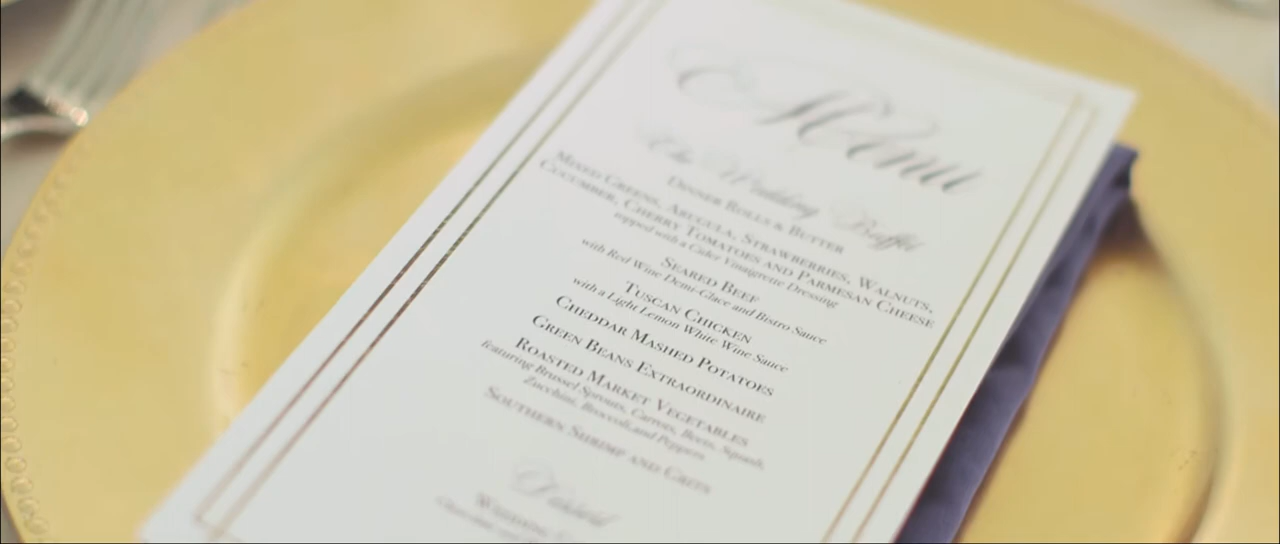 Menu
The Wedding Buffet
DINNER ROLLS & BUTTER
MIXED GREENS, ARUGULA, STRAWBERRIES, WALNUTS,
CUCUMBER, CHERRY TOMATOES AND PARMESAN CHEESE
topped with a Cider Vinaigrette Dressing
SEARED BEEF
with Red Wine Demi-Glace and Bistro Sauce
TUSCAN CHICKEN
with a Light Lemon White Wine Sauce
CHEDDAR MASHED POTATOES
GREEN BEANS EXTRAORDINAIRE
ROASTED MARKET VEGETABLES
featuring Brussel Sprouts, Carrots, Beets, Squash,
Zucchini, Broccoli and Peppers
SOUTHERN SHRIMP AND GRITS
Dessert
WEDDING